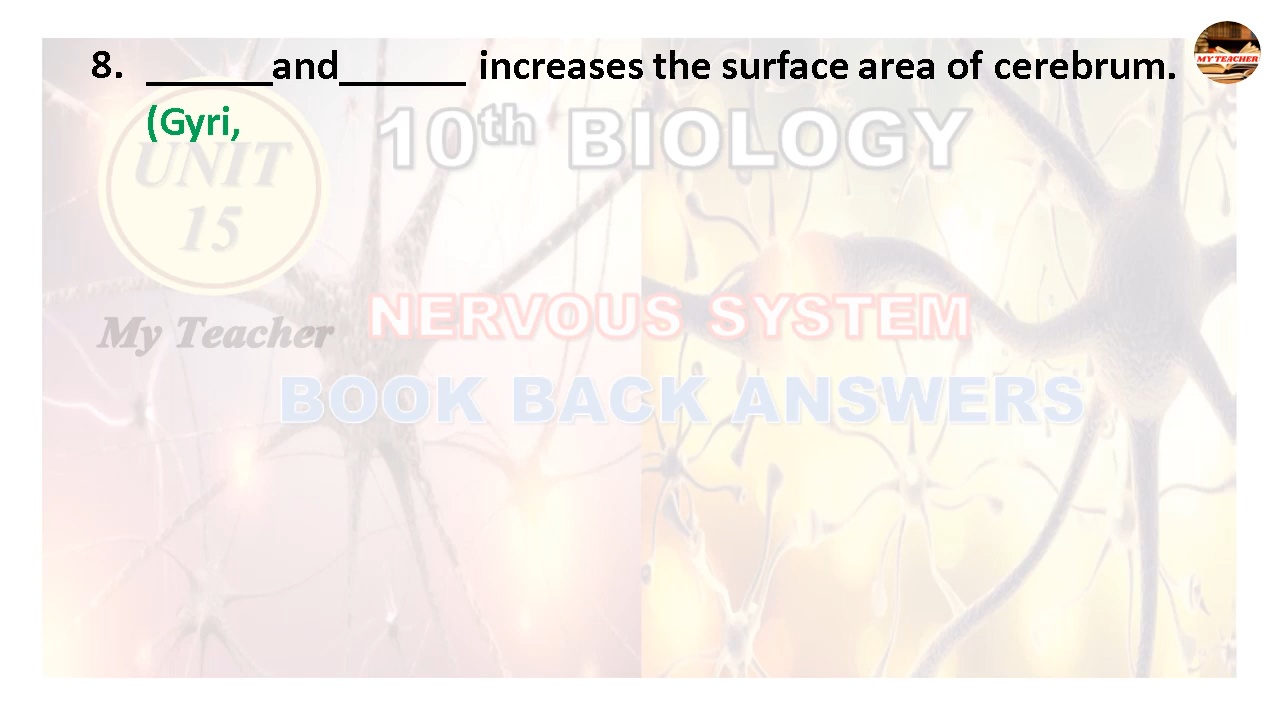 8. ______and______ increases the surface area of cerebrum.
MY TEACHER
(Gyri,
10th BIOLOGY
UNIT
15
My Teacher
NERVOUS SYSTEM
BOOK BACK ANSWERS